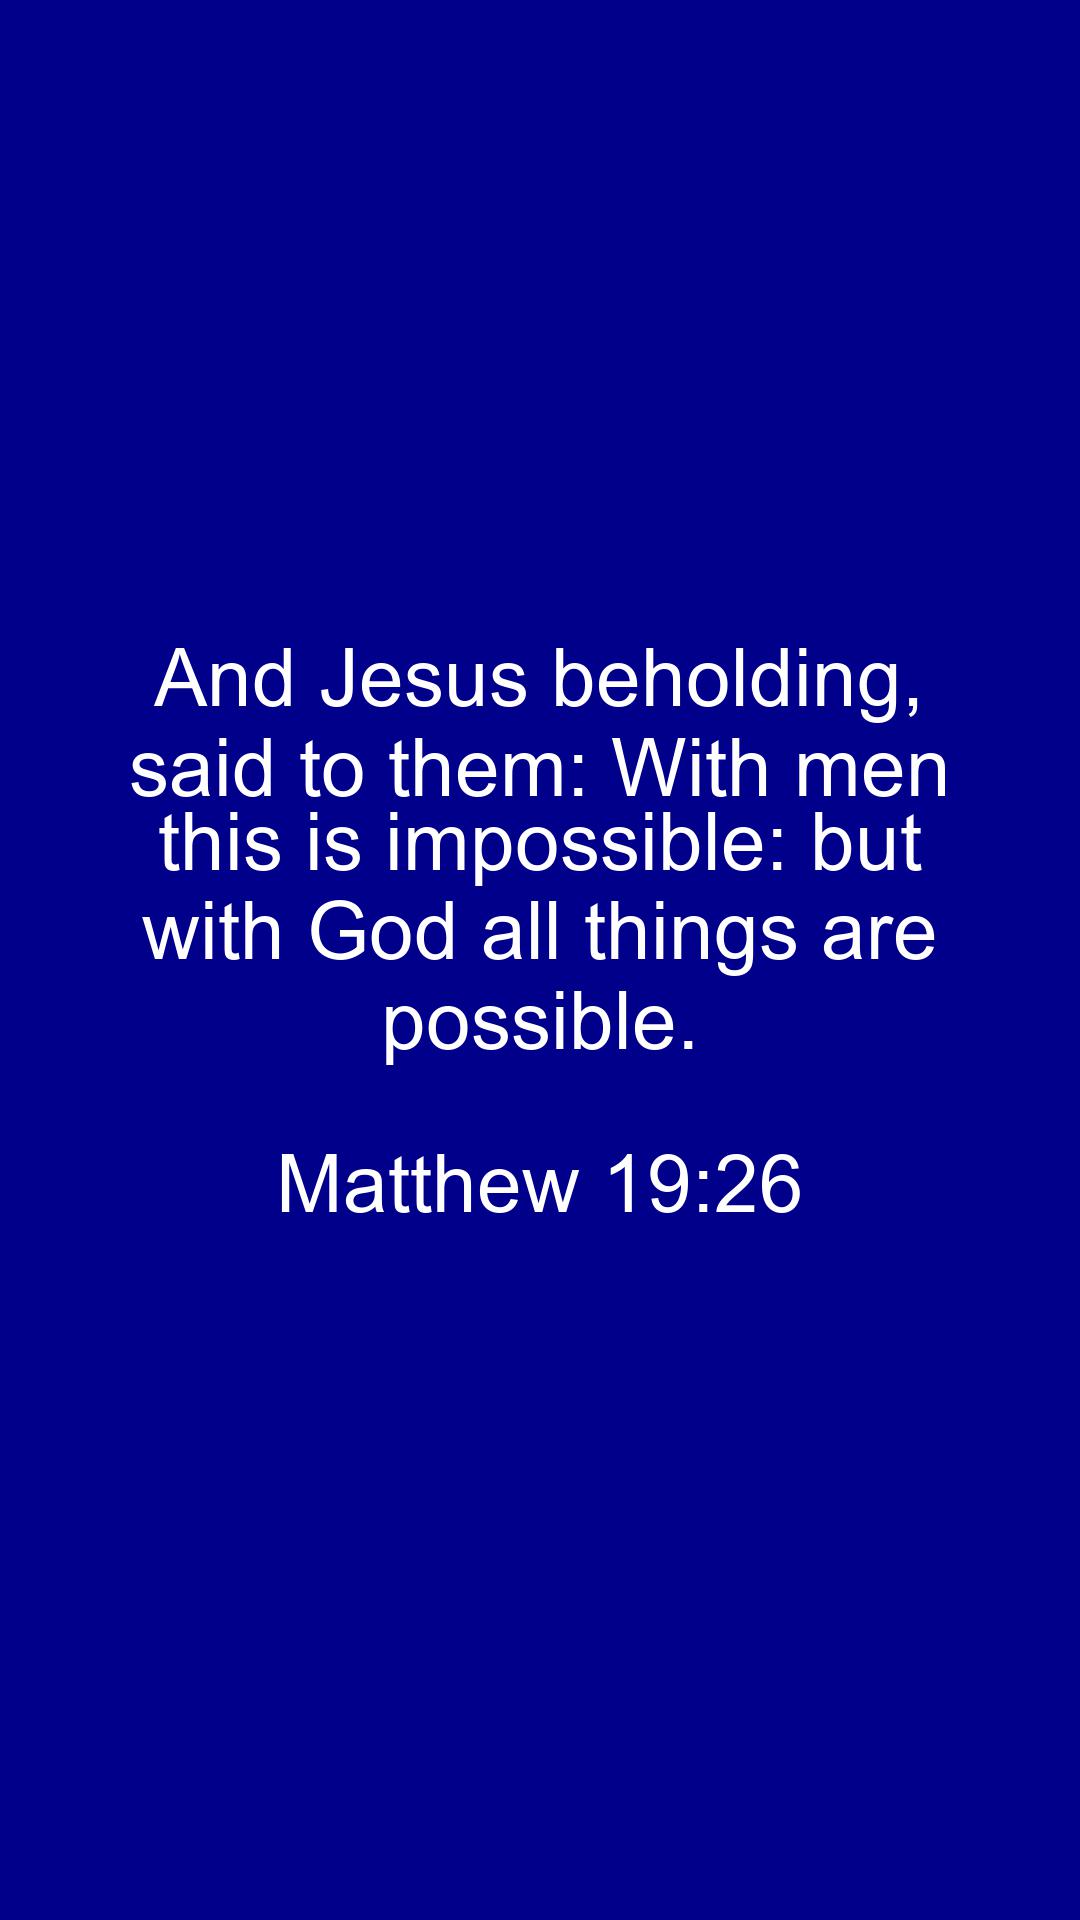 And Jesus beholding,
said to them: With men
this is impossible: but
with God all things are
possible.
Matthew 19:26